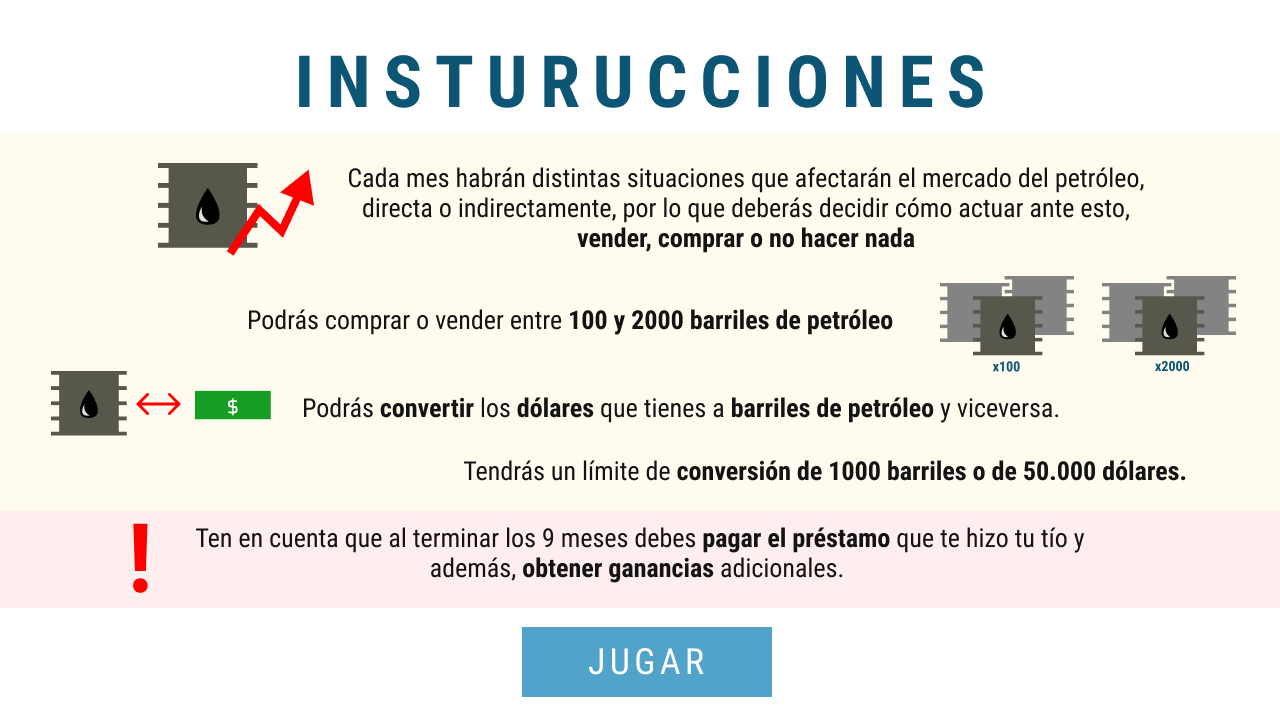 INSTURUCCIONES
Cada mes habrán distintas situaciones que afectarán el mercado del petróleo,
directa o indirectamente, por lo que deberás decidir cómo actuar ante esto,
vender, comprar o no hacer nada
Podrás comprar o vender entre 100 y 2000 barriles de petróleo
x100
x2000
$
Podrás convertir los dólares que tienes a barriles de petróleo y viceversa.
Tendrás un límite de conversión de 1000 barriles o de 50.000 dólares.
Ten en cuenta que al terminar los 9 meses debes pagar el préstamo que te hizo tu tío y
además, obtener ganancias adicionales.
JUGAR